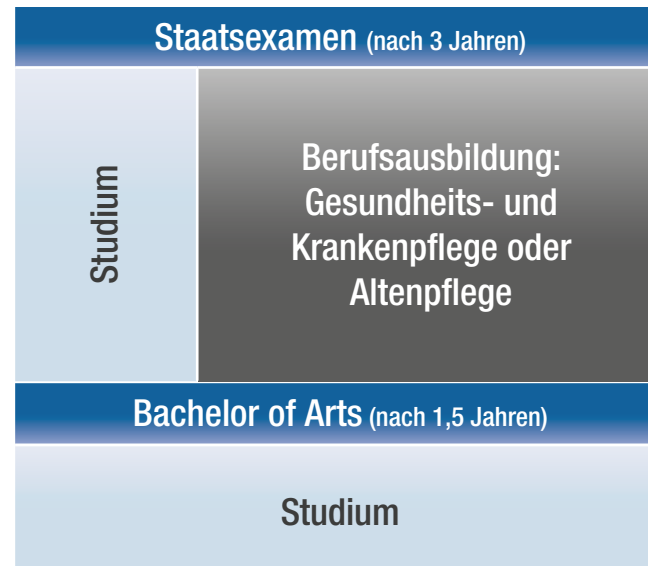 Staatsexamen (nach 3 Jahren)
Studium
Berufsausbildung:
Gesundheits- und
Krankenpflege oder
Altenpflege
Bachelor of Arts (nach 1,5 Jahren)
Studium